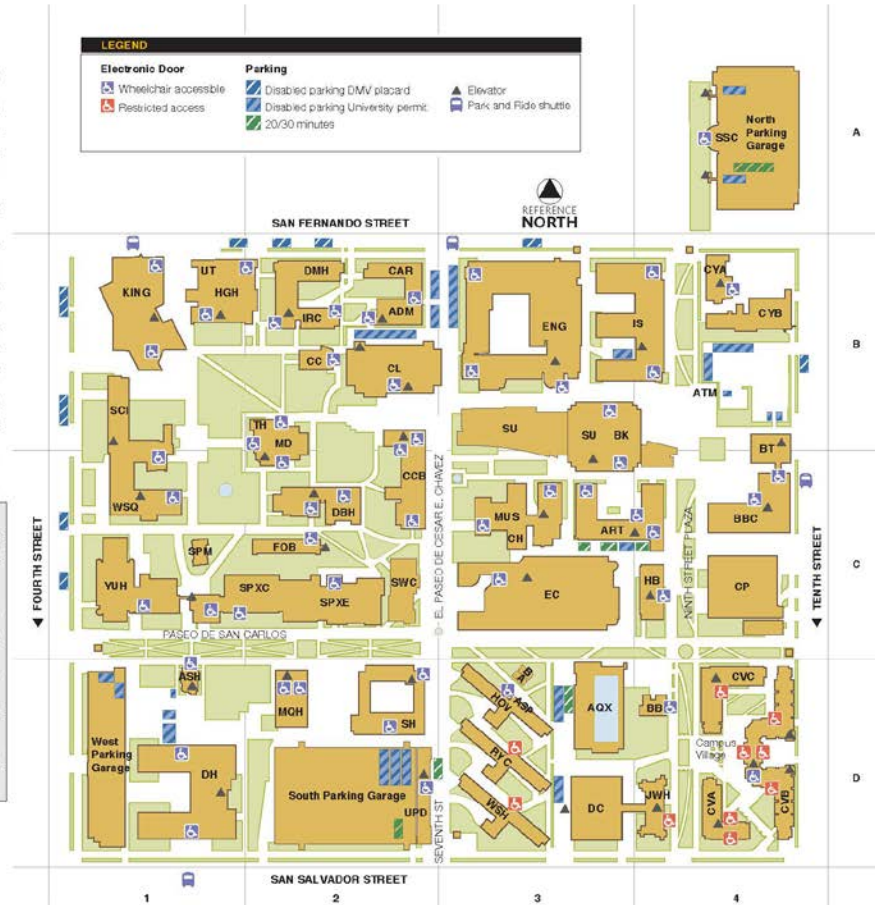 LEGEND
Electronic Door
Wheelchair accessible
Restricted access
Parking
Disabled parking DMV placard
Disabled parking University permit
20/30 minutes
Elevator
Park and Ride shuttle
SSC
North
Parking
Garage
A
REFERENCE
NORTH
SAN FERNANDO STREET
KING
UT
HGH
DMH
IRC
CAR
ADM
ENG
IS
CYA
CYB
B
CC
CL
ATM
SCI
TH
MD
SU
SU
BK
BT
CCB
WSQ
DBH
MUS
CH
ART
BBC
EL PASEO DE CESAR E. CHAVEZ
NINTH STREET PLAZA
FOURTH STREET
TENTH STREET
SPM
FOB
YUH
SPXC
SPXE
SWC
EC
HB
CP
C
PASEO DE SAN CARLOS
ASH
MQH
SH
B
A
HOV
ASP
AQX
BB
CVC
Campus
Village
West
Parking
Garage
DH
South Parking Garage
UPD
SEVENTH ST
RYC
WSH
DC
JWH
CVA
CVB
D
SAN SALVADOR STREET
1
2
3
4